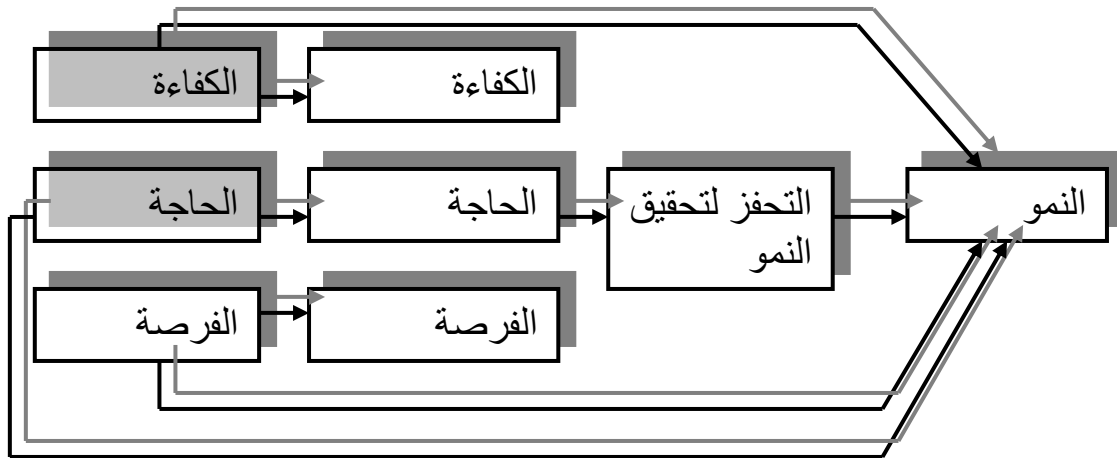 الكفاءة
الكفاءة
الحاجة
الحاجة
التحفز لتحقيق
النمو
النمو
الفرصة
الفرصة